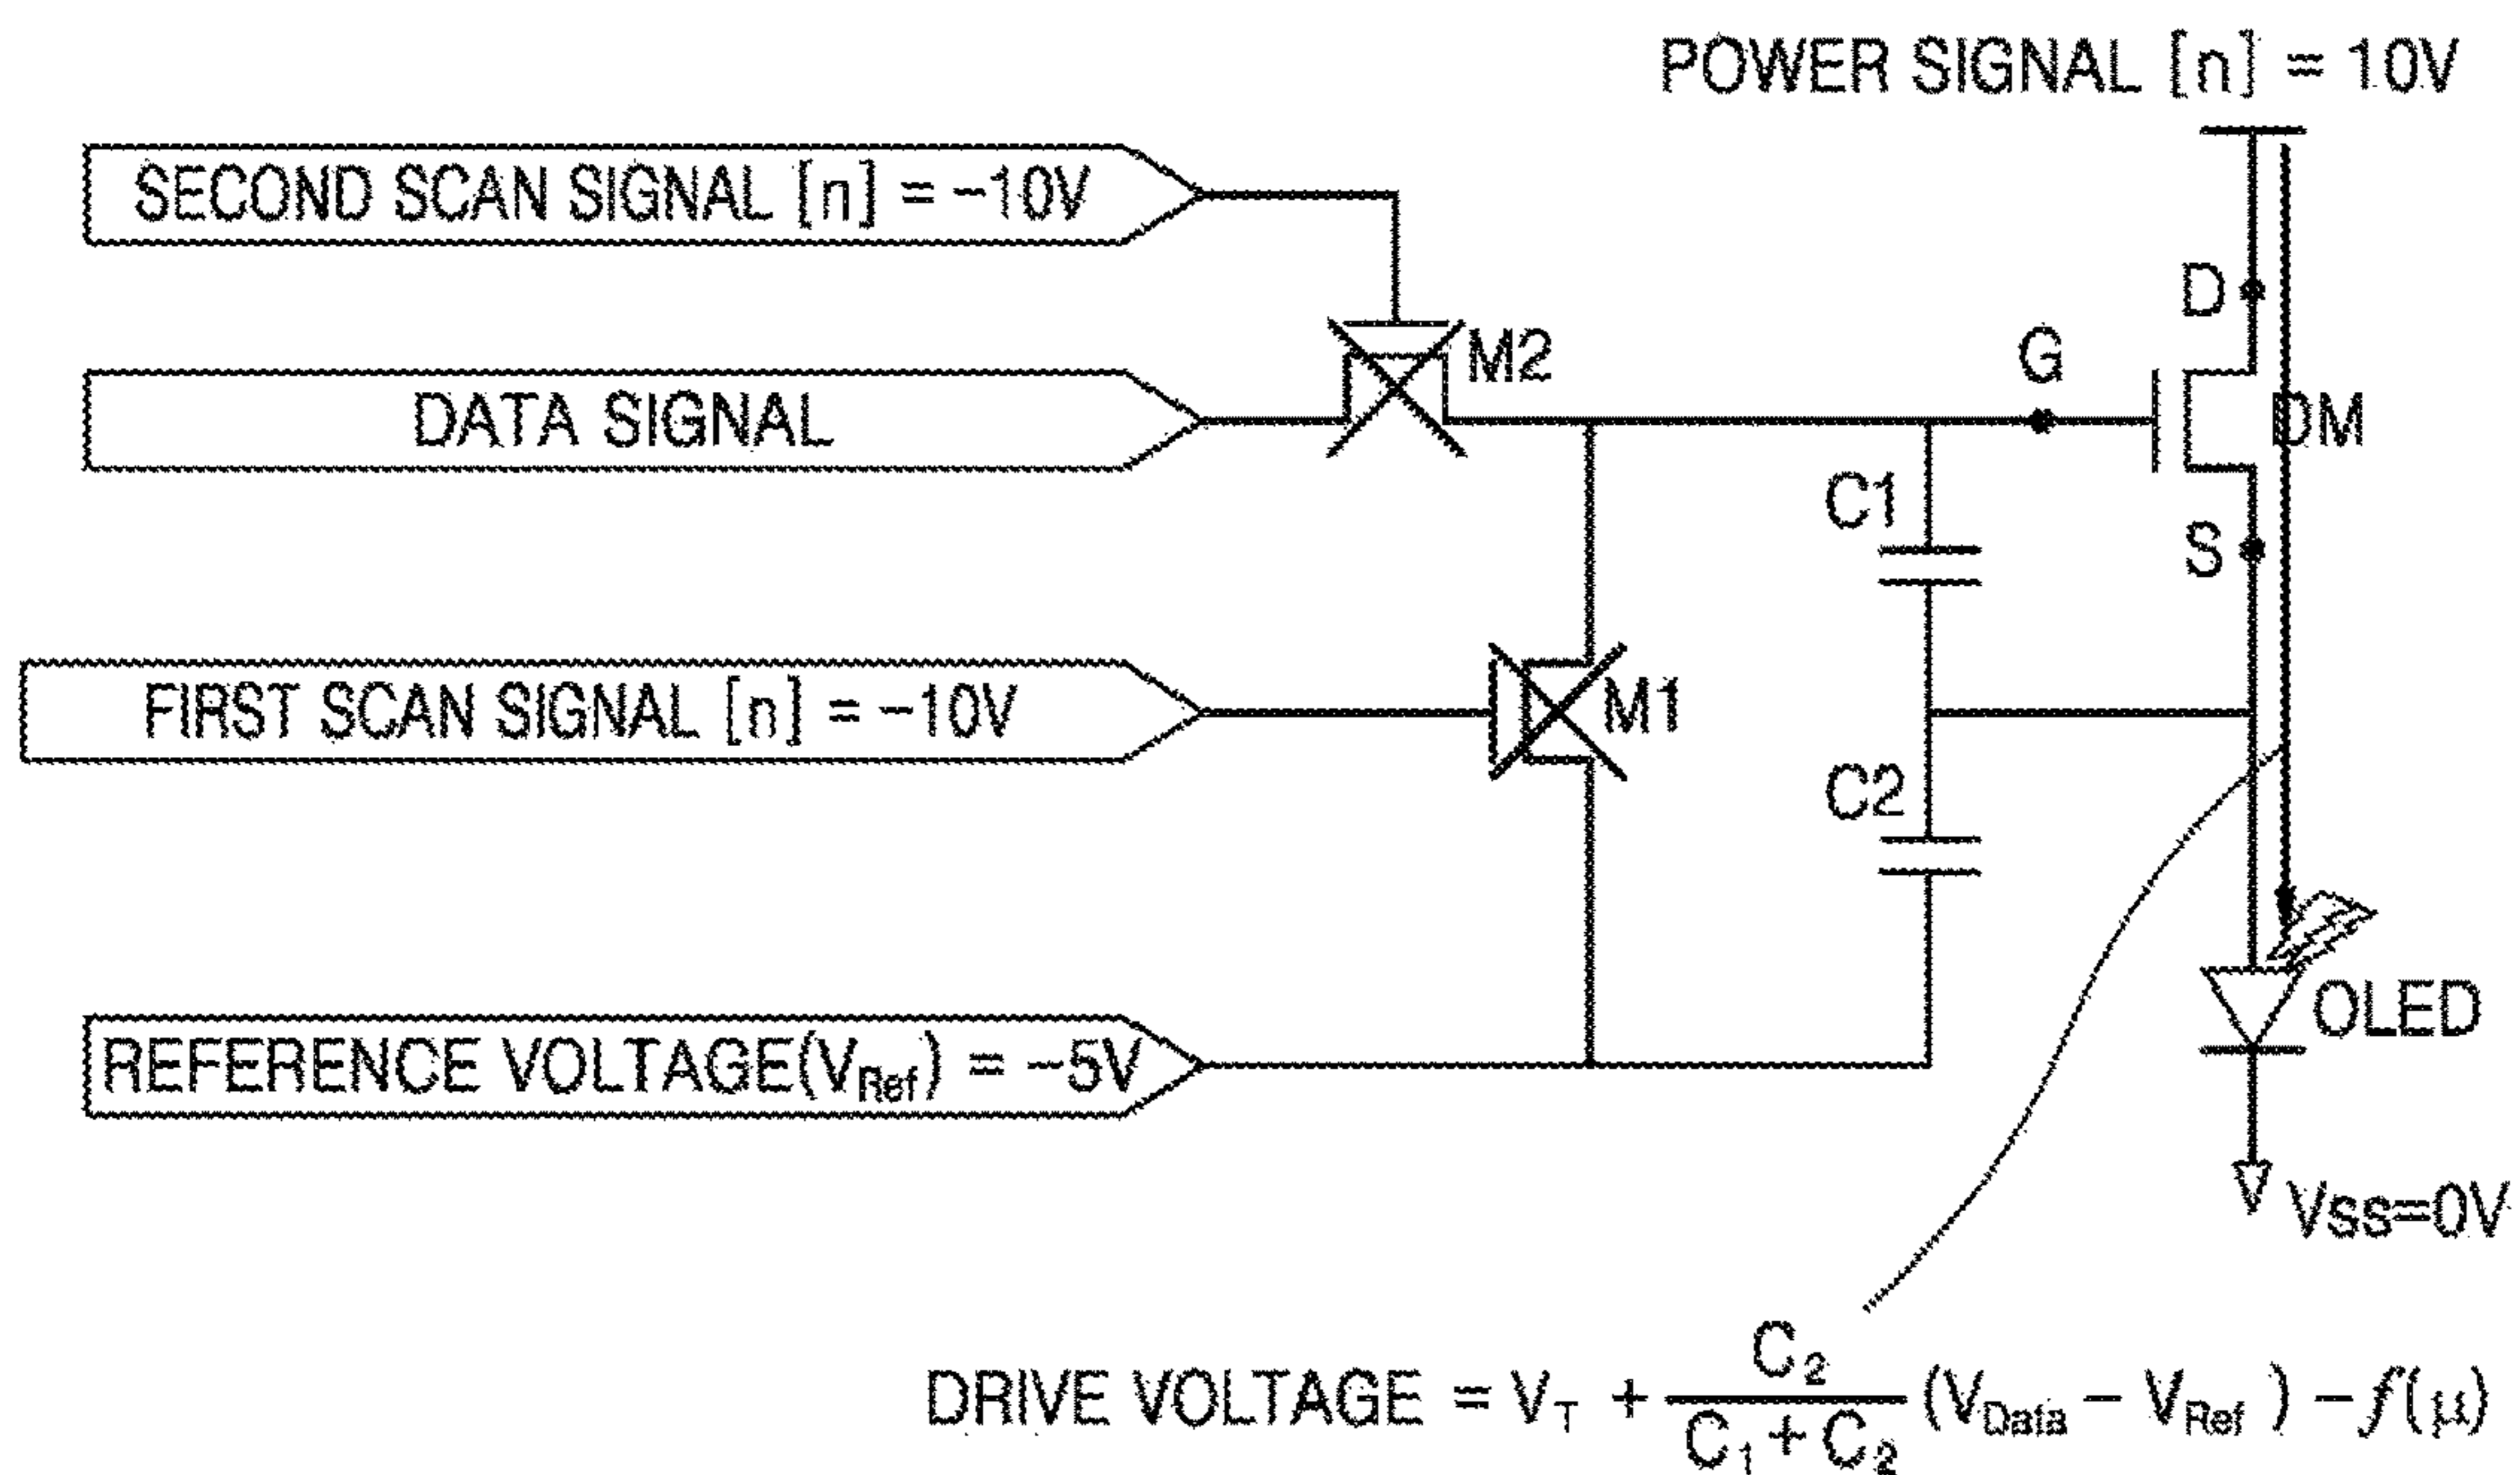 POWER SIGNAL [n] = 10V
SECOND SCAN SIGNAL [n] = -10V
D
M2
G
DATA SIGNAL
DM
C1
S
FIRST SCAN SIGNAL [n] = -10V
M1
C2
OLED
REFERENCE VOLTAGE(V_Ref) = -5V
Vss=0V
DRIVE VOLTAGE = V_T + C_2/(C_1+C_2) (V_Data - V_Ref) - f(μ)